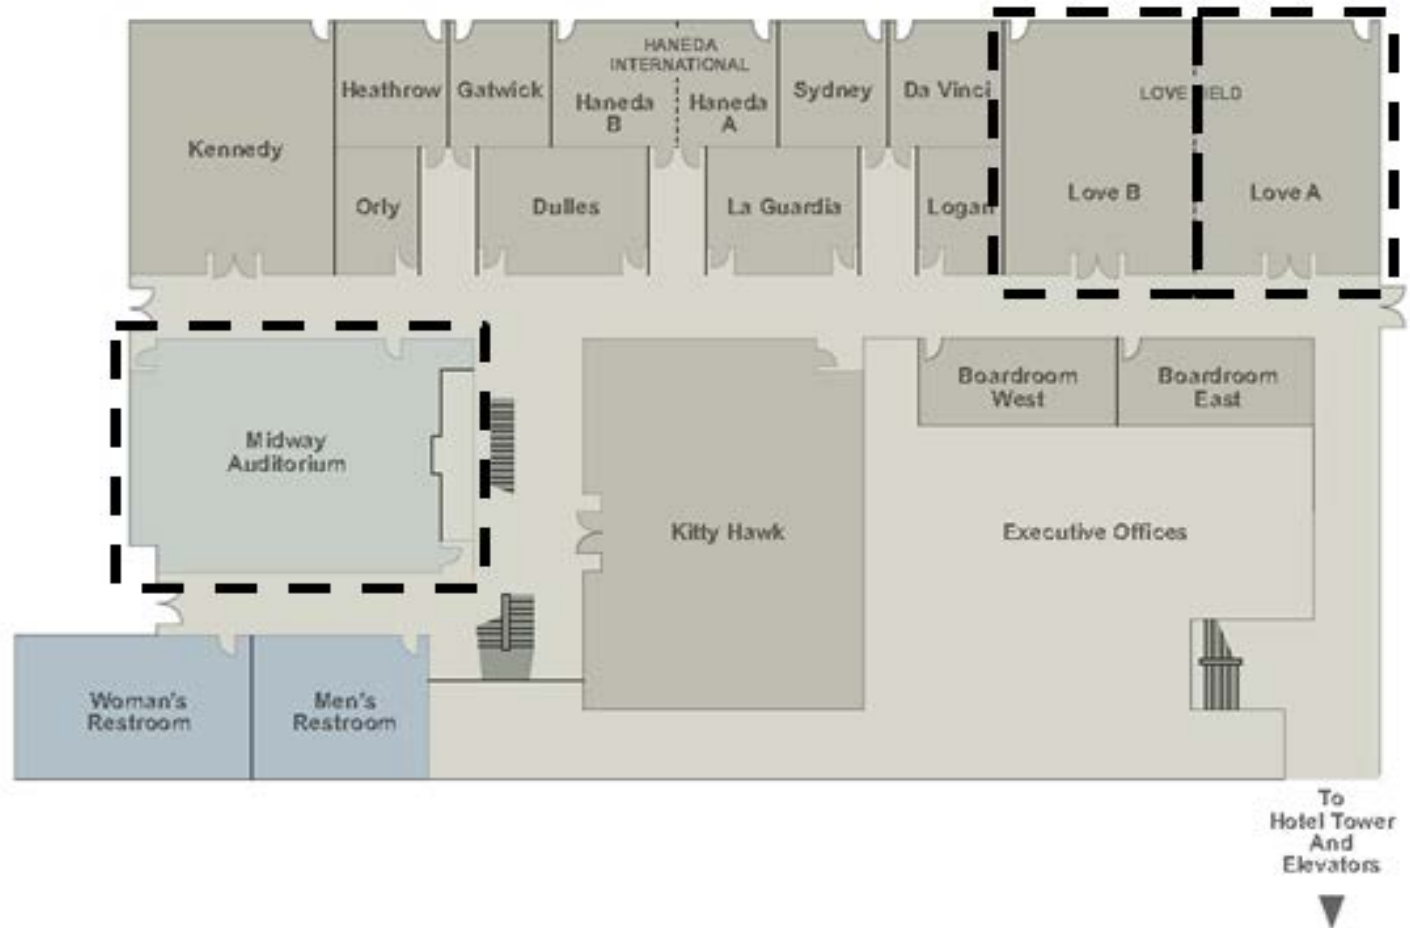 HANEDA
INTERNATIONAL
Heathrow
Gatwick
Haneda
B
Haneda
A
Sydney
Da Vinci
LOVE IELD
Kennedy
Orly
Dulles
La Guardia
Logan
Love B
Love A
Midway
Auditorium
Boardroom
West
Boardroom
East
Kitty Hawk
Executive Offices
Woman's
Restroom
Men's
Restroom
To
Hotel Tower
And
Elevators